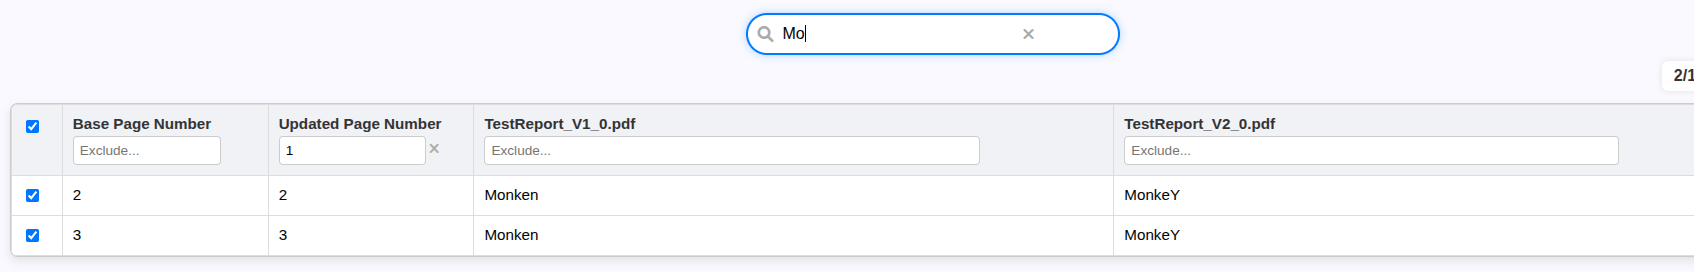 Mo
2/1
Base Page Number Updated Page Number TestReport_V1_0.pdf TestReport_V2_0.pdf
Exclude... 1 Exclude... Exclude...
2 2 Monken MonkeY
3 3 Monken MonkeY